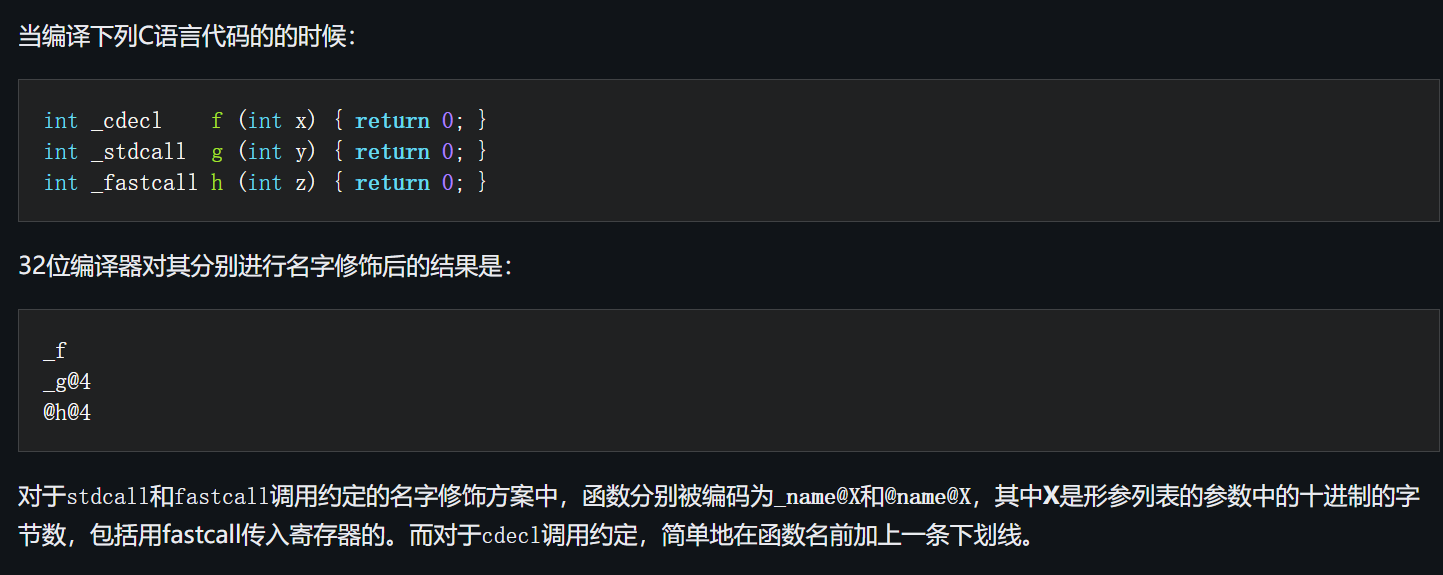 当编译下列C语言代码的的时候：
int _cdecl    f (int x) { return 0; }
int _stdcall  g (int y) { return 0; }
int _fastcall h (int z) { return 0; }
32位编译器对其分别进行名字修饰后的结果是：
_f
_g@4
@h@4
对于stdcall和fastcall调用约定的名字修饰方案中，函数分别被编码为_name@X和@name@X，其中X是形参列表的参数中的十进制的字
节数，包括用fastcall传入寄存器的。而对于cdecl调用约定，简单地在函数名前加上一条下划线。